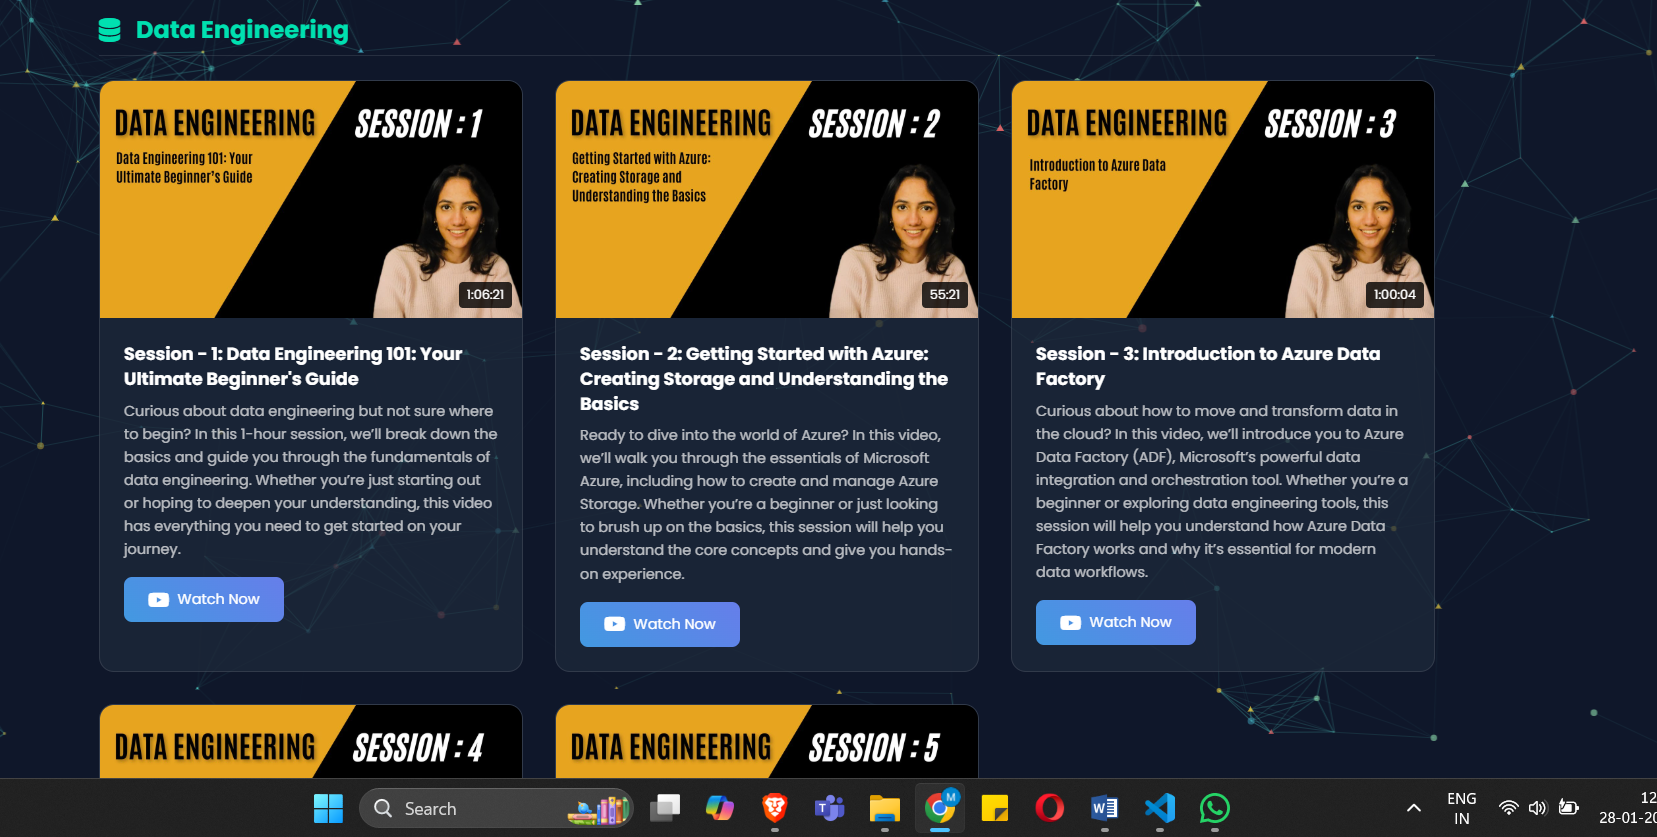 Data Engineering
DATA ENGINEERING
SESSION : 1
Data Engineering 101: Your
Ultimate Beginner's Guide
1:06:21
Session - 1: Data Engineering 101: Your
Ultimate Beginner's Guide
Curious about data engineering but not sure where
to begin? In this 1-hour session, we'll break down the
basics and guide you through the fundamentals of
data engineering. Whether you're just starting out
or hoping to deepen your understanding, this video
has everything you need to get started on your
journey.
Watch Now
DATA ENGINEERING
SESSION : 2
Getting Started with Azure:
Creating Storage and
Understanding the Basics
55:21
Session - 2: Getting Started with Azure:
Creating Storage and Understanding the
Basics
Ready to dive into the world of Azure? In this video,
we'll walk you through the essentials of Microsoft
Azure, including how to create and manage Azure
Storage. Whether you're a beginner or just looking
to brush up on the basics, this session will help you
understand the core concepts and give you hands-
on experience.
Watch Now
DATA ENGINEERING
SESSION : 3
Introduction to Azure Data
Factory
1:00:04
Session - 3: Introduction to Azure Data
Factory
Curious about how to move and transform data in
the cloud? In this video, we'll introduce you to Azure
Data Factory (ADF), Microsoft's powerful data
integration and orchestration tool. Whether you're a
beginner or exploring data engineering tools, this
session will help you understand how Azure Data
Factory works and why it's essential for modern
data workflows.
Watch Now
DATA ENGINEERING
SESSION : 4
DATA ENGINEERING
SESSION : 5
Search
M
ENG
IN
12
28-01-20